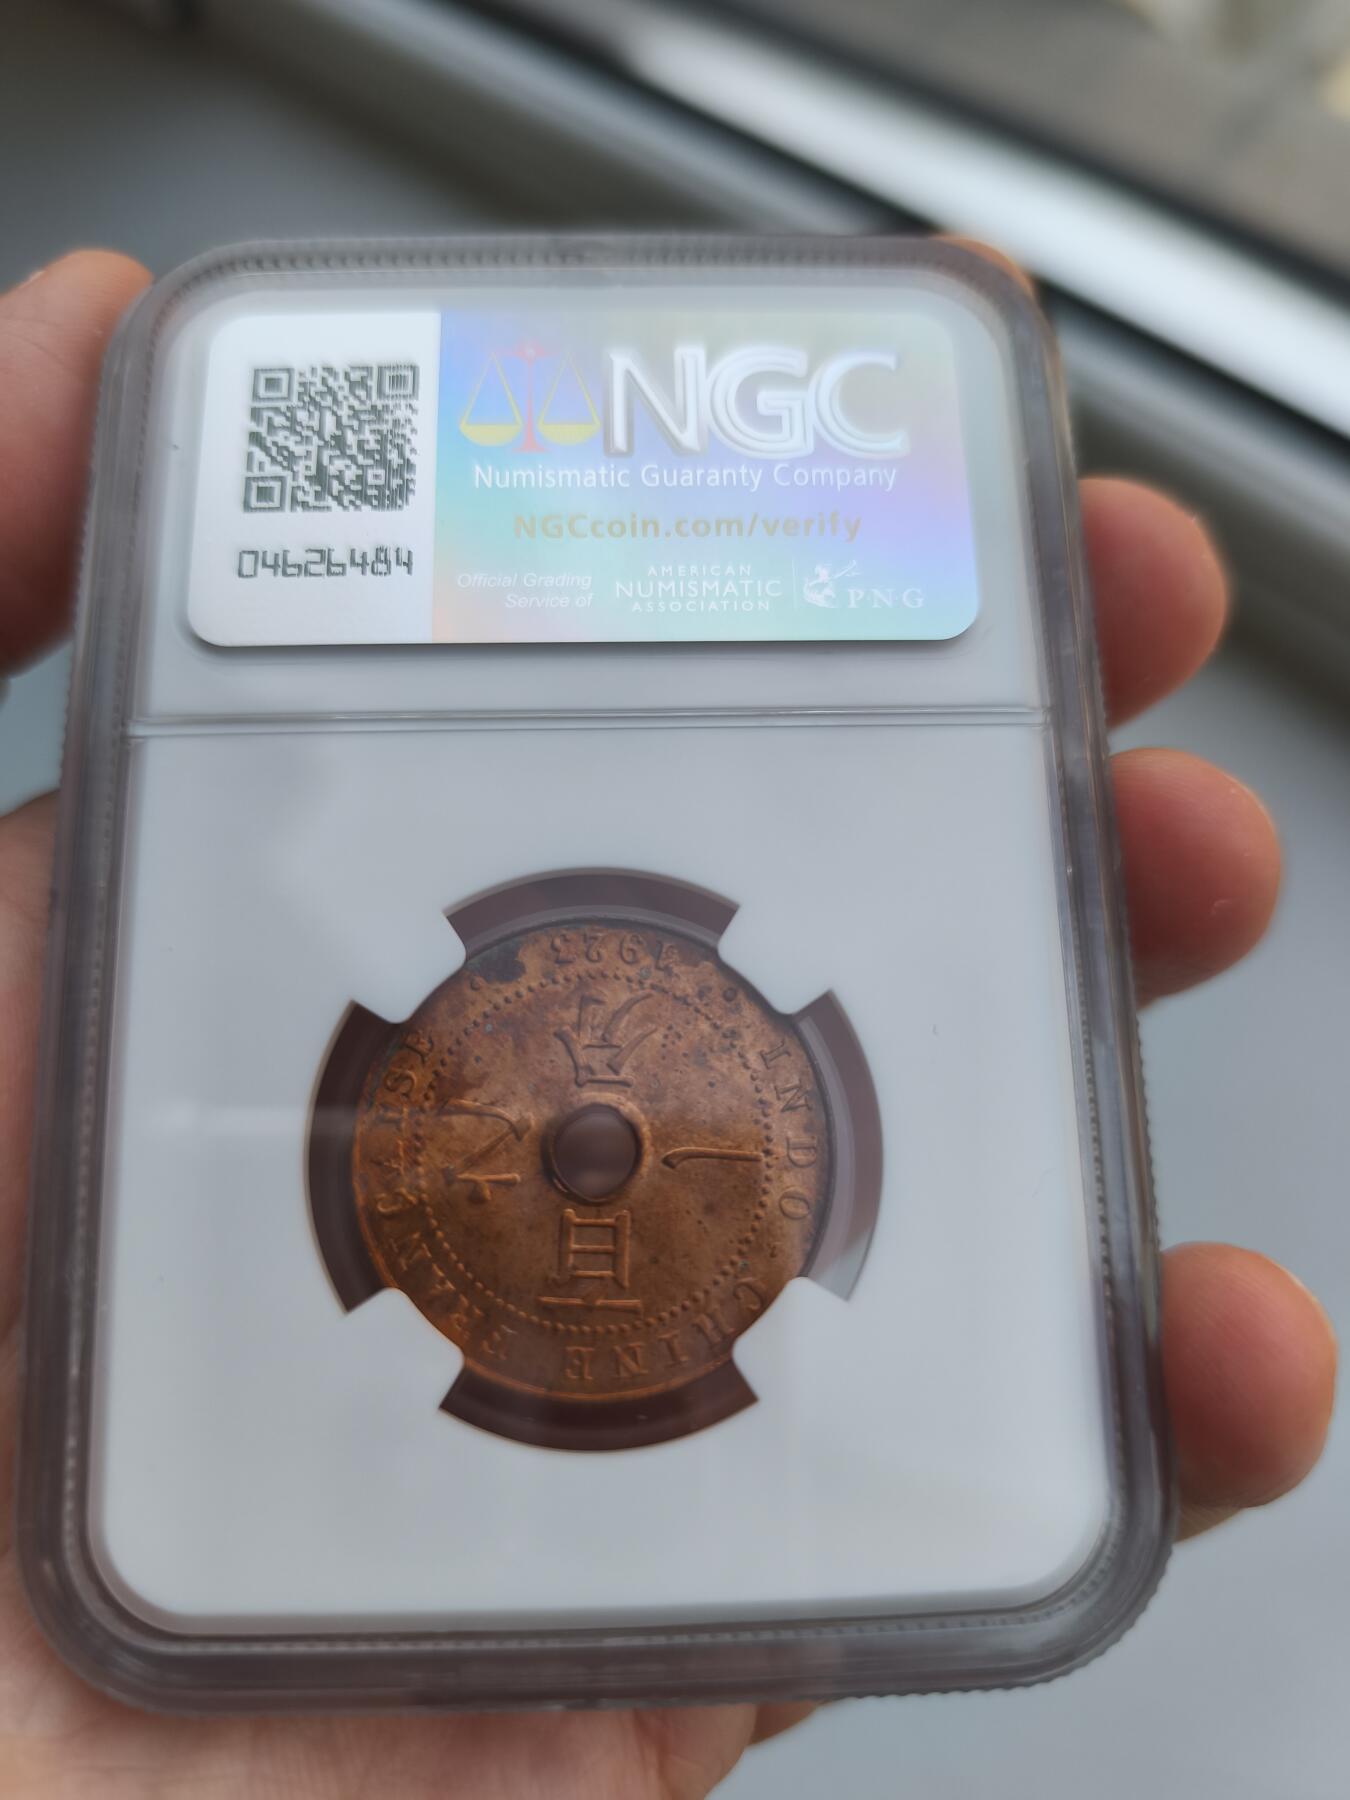 04626484
NGC
Numismatic Guaranty Company
NGCcoin.com/verify
Official Grading
Service of
AMERICAN
NUMISMATIC
ASSOCIATION
PNG
INDO-CHINE FRANÇAISE
百分之一
1923